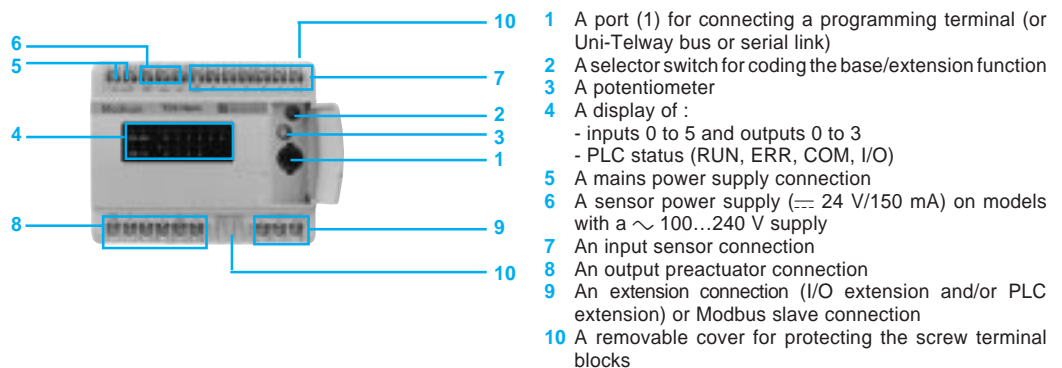 10
6
5
7
2
4
3
1
8
9
10
1 A port (1) for connecting a programming terminal (or
Uni-Telway bus or serial link)
2 A selector switch for coding the base/extension function
3 A potentiometer
4 A display of :
- inputs 0 to 5 and outputs 0 to 3
- PLC status (RUN, ERR, COM, I/O)
5 A mains power supply connection
6 A sensor power supply (⎓ 24 V/150 mA) on models
with a ∼ 100…240 V supply
7 An input sensor connection
8 An output preactuator connection
9 An extension connection (I/O extension and/or PLC
extension) or Modbus slave connection
10 A removable cover for protecting the screw terminal
blocks